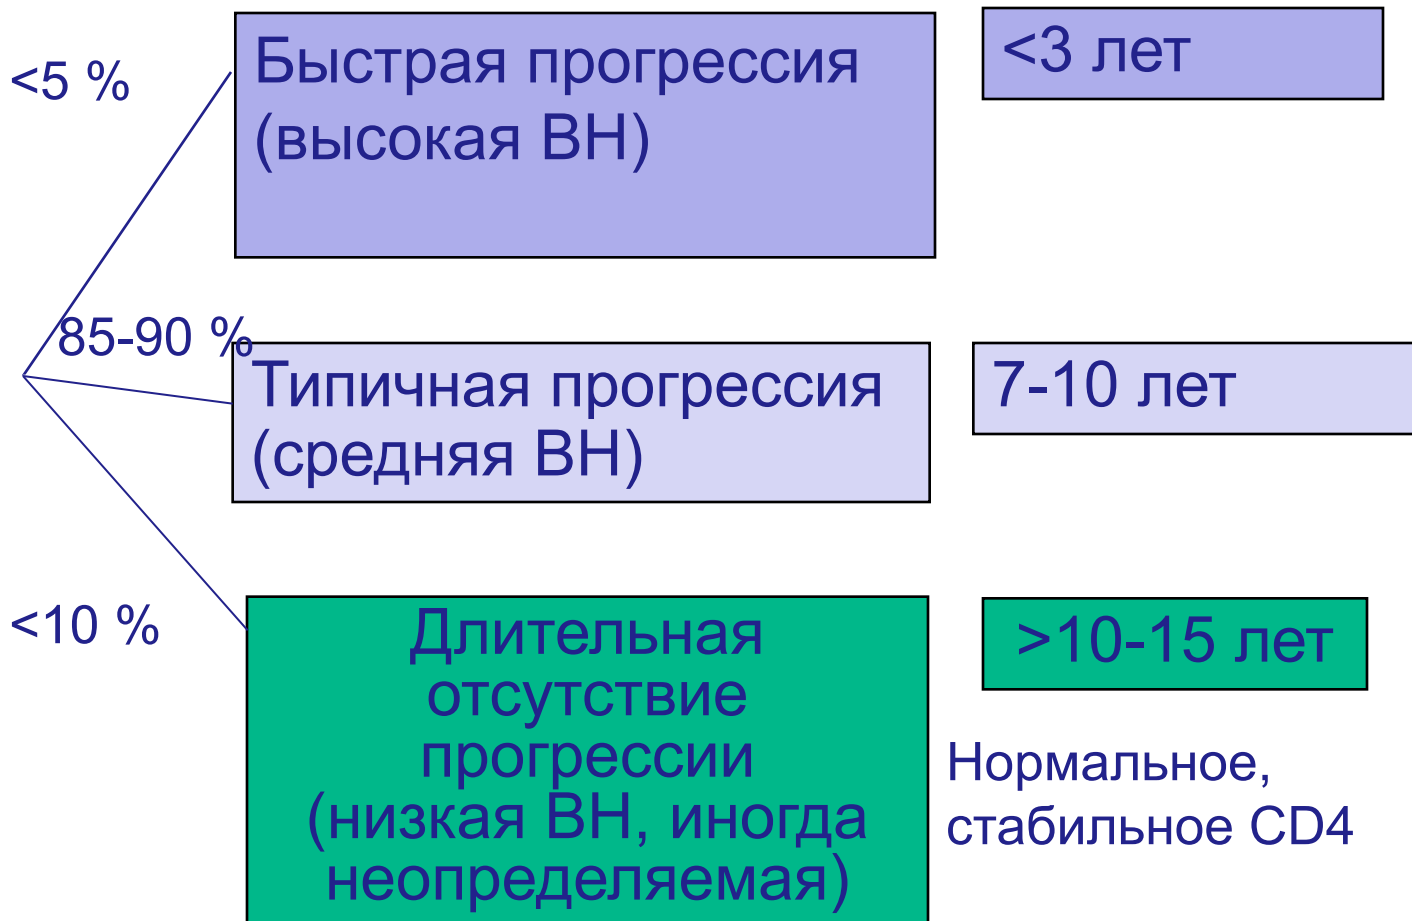 <5 %
Быстрая прогрессия
(высокая ВН)
<3 лет
85-90 %
Типичная прогрессия
(средняя ВН)
7-10 лет
<10 %
Длительная
отсутствие
прогрессии
(низкая ВН, иногда
неопределяемая)
>10-15 лет
Нормальное,
стабильное CD4